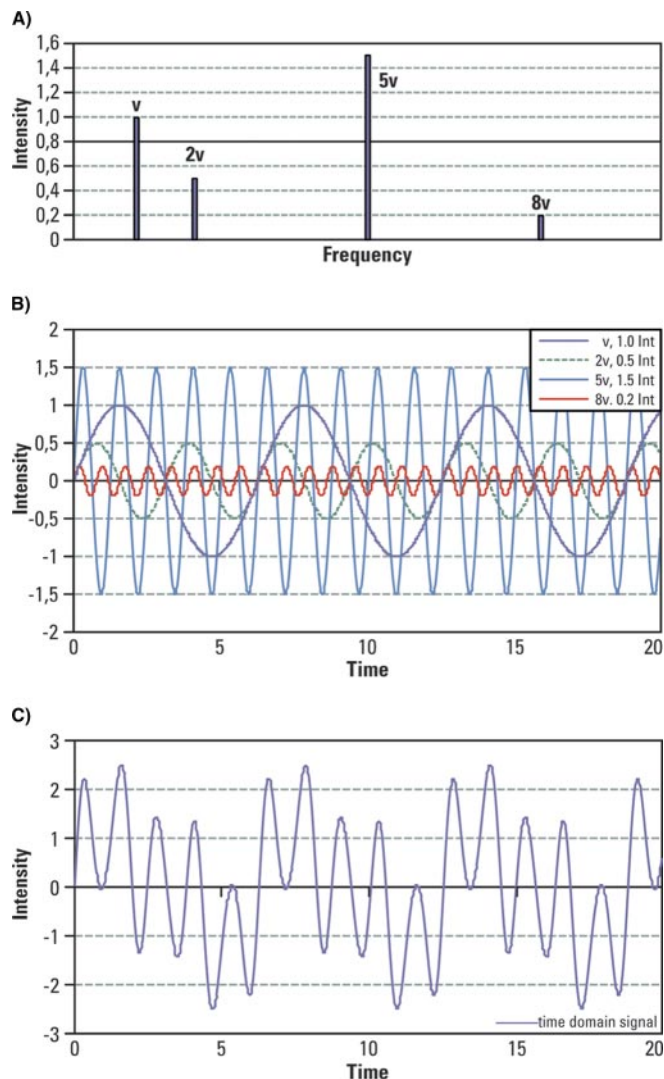 A)
1,6
1,4
1,2
1,0
0,8
0,6
0,4
0,2
0
Intensity
v
2v
5v
8v
Frequency
B)
2
1,5
1
0,5
0
-0,5
-1
-1,5
-2
Intensity
v, 1.0 Int
2v, 0.5 Int
5v, 1.5 Int
8v. 0.2 Int
0 5 10 15 20
Time
C)
3
2
1
0
-1
-2
-3
Intensity
time domain signal
0 5 10 15 20
Time